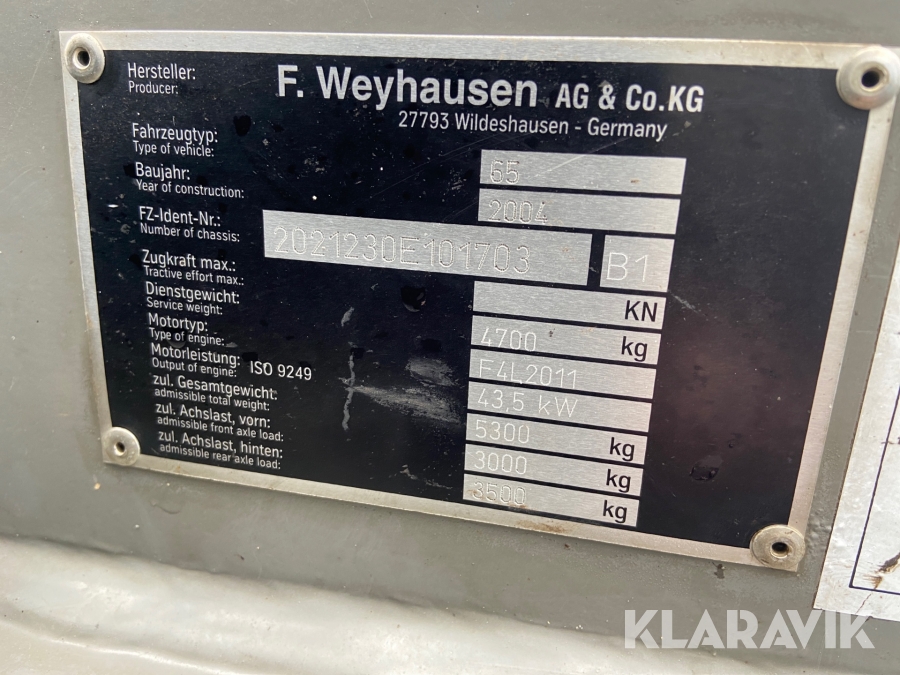 Hersteller:
Producer:
F. Weyhausen AG & Co.KG
27793 Wildeshausen - Germany
Fahrzeugtyp:
Type of vehicle:
65
Baujahr:
Year of construction:
2004
FZ-Ident-Nr.:
Number of chassis:
2021230E101703
B1
Zugkraft max.:
Tractive effort max.:
KN
Dienstgewicht:
Service weight:
4700 kg
Motortyp:
Type of engine:
F4L2011
Motorleistung:
Output of engine:
ISO 9249
43,5 kW
zul. Gesamtgewicht:
admissible total weight:
5300 kg
zul. Achslast, vorn:
admissible front axle load:
3000 kg
zul. Achslast, hinten:
admissible rear axle load:
3500 kg
KLARAVIK